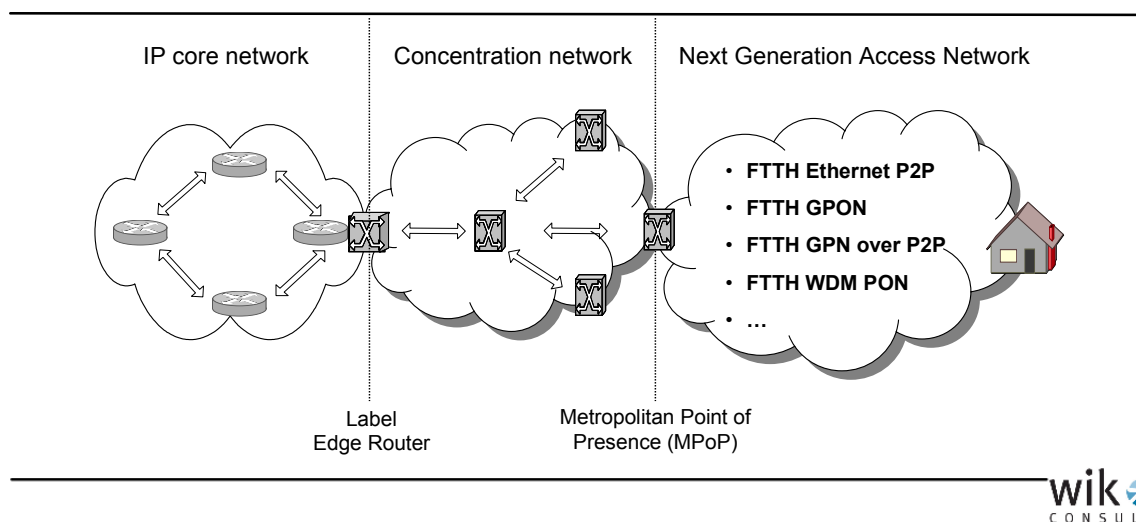 IP core network
Concentration network
Next Generation Access Network
• FTTH Ethernet P2P
• FTTH GPON
• FTTH GPN over P2P
• FTTH WDM PON
• …
Label
Edge Router
Metropolitan Point of
Presence (MPoP)
wik